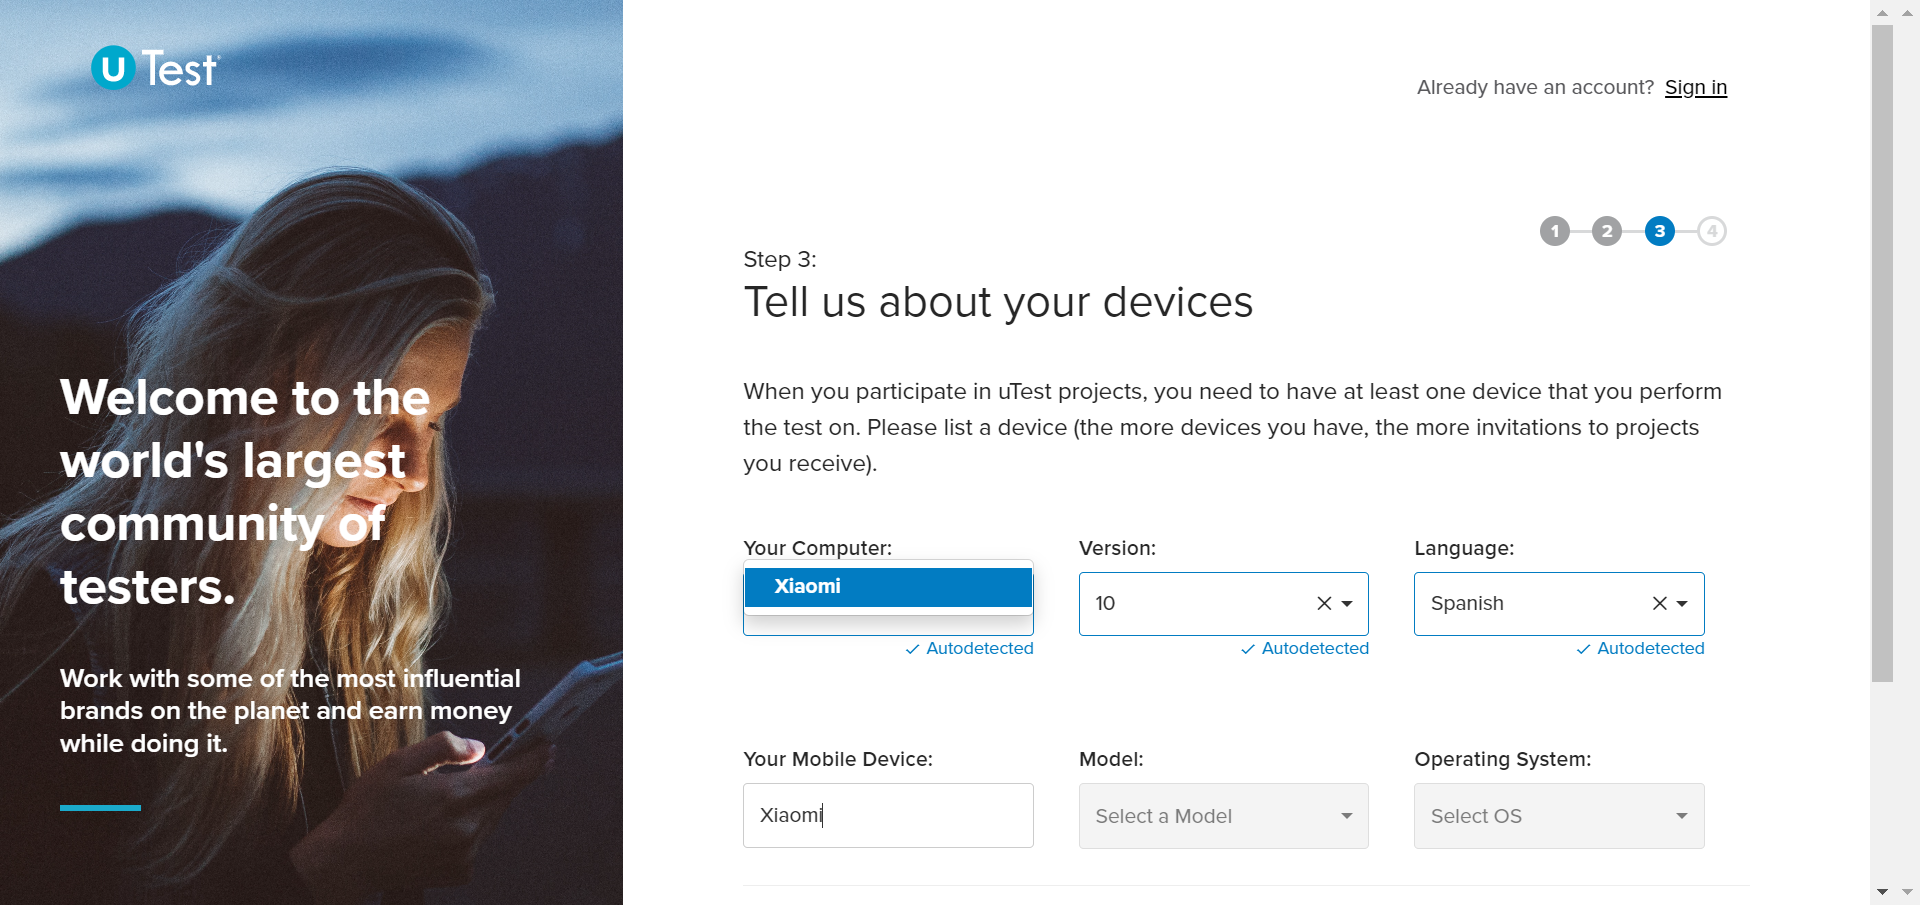 u Test
Already have an account? Sign in
1 2 3 4
Step 3:
Tell us about your devices
Welcome to the
world's largest
community of
testers.
Work with some of the most influential
brands on the planet and earn money
while doing it.
When you participate in uTest projects, you need to have at least one device that you perform
the test on. Please list a device (the more devices you have, the more invitations to projects
you receive).
Your Computer: Version: Language:
Xiaomi 10 Spanish
Autodetected Autodetected Autodetected
Your Mobile Device: Model: Operating System:
Xiaomi Select a Model Select OS